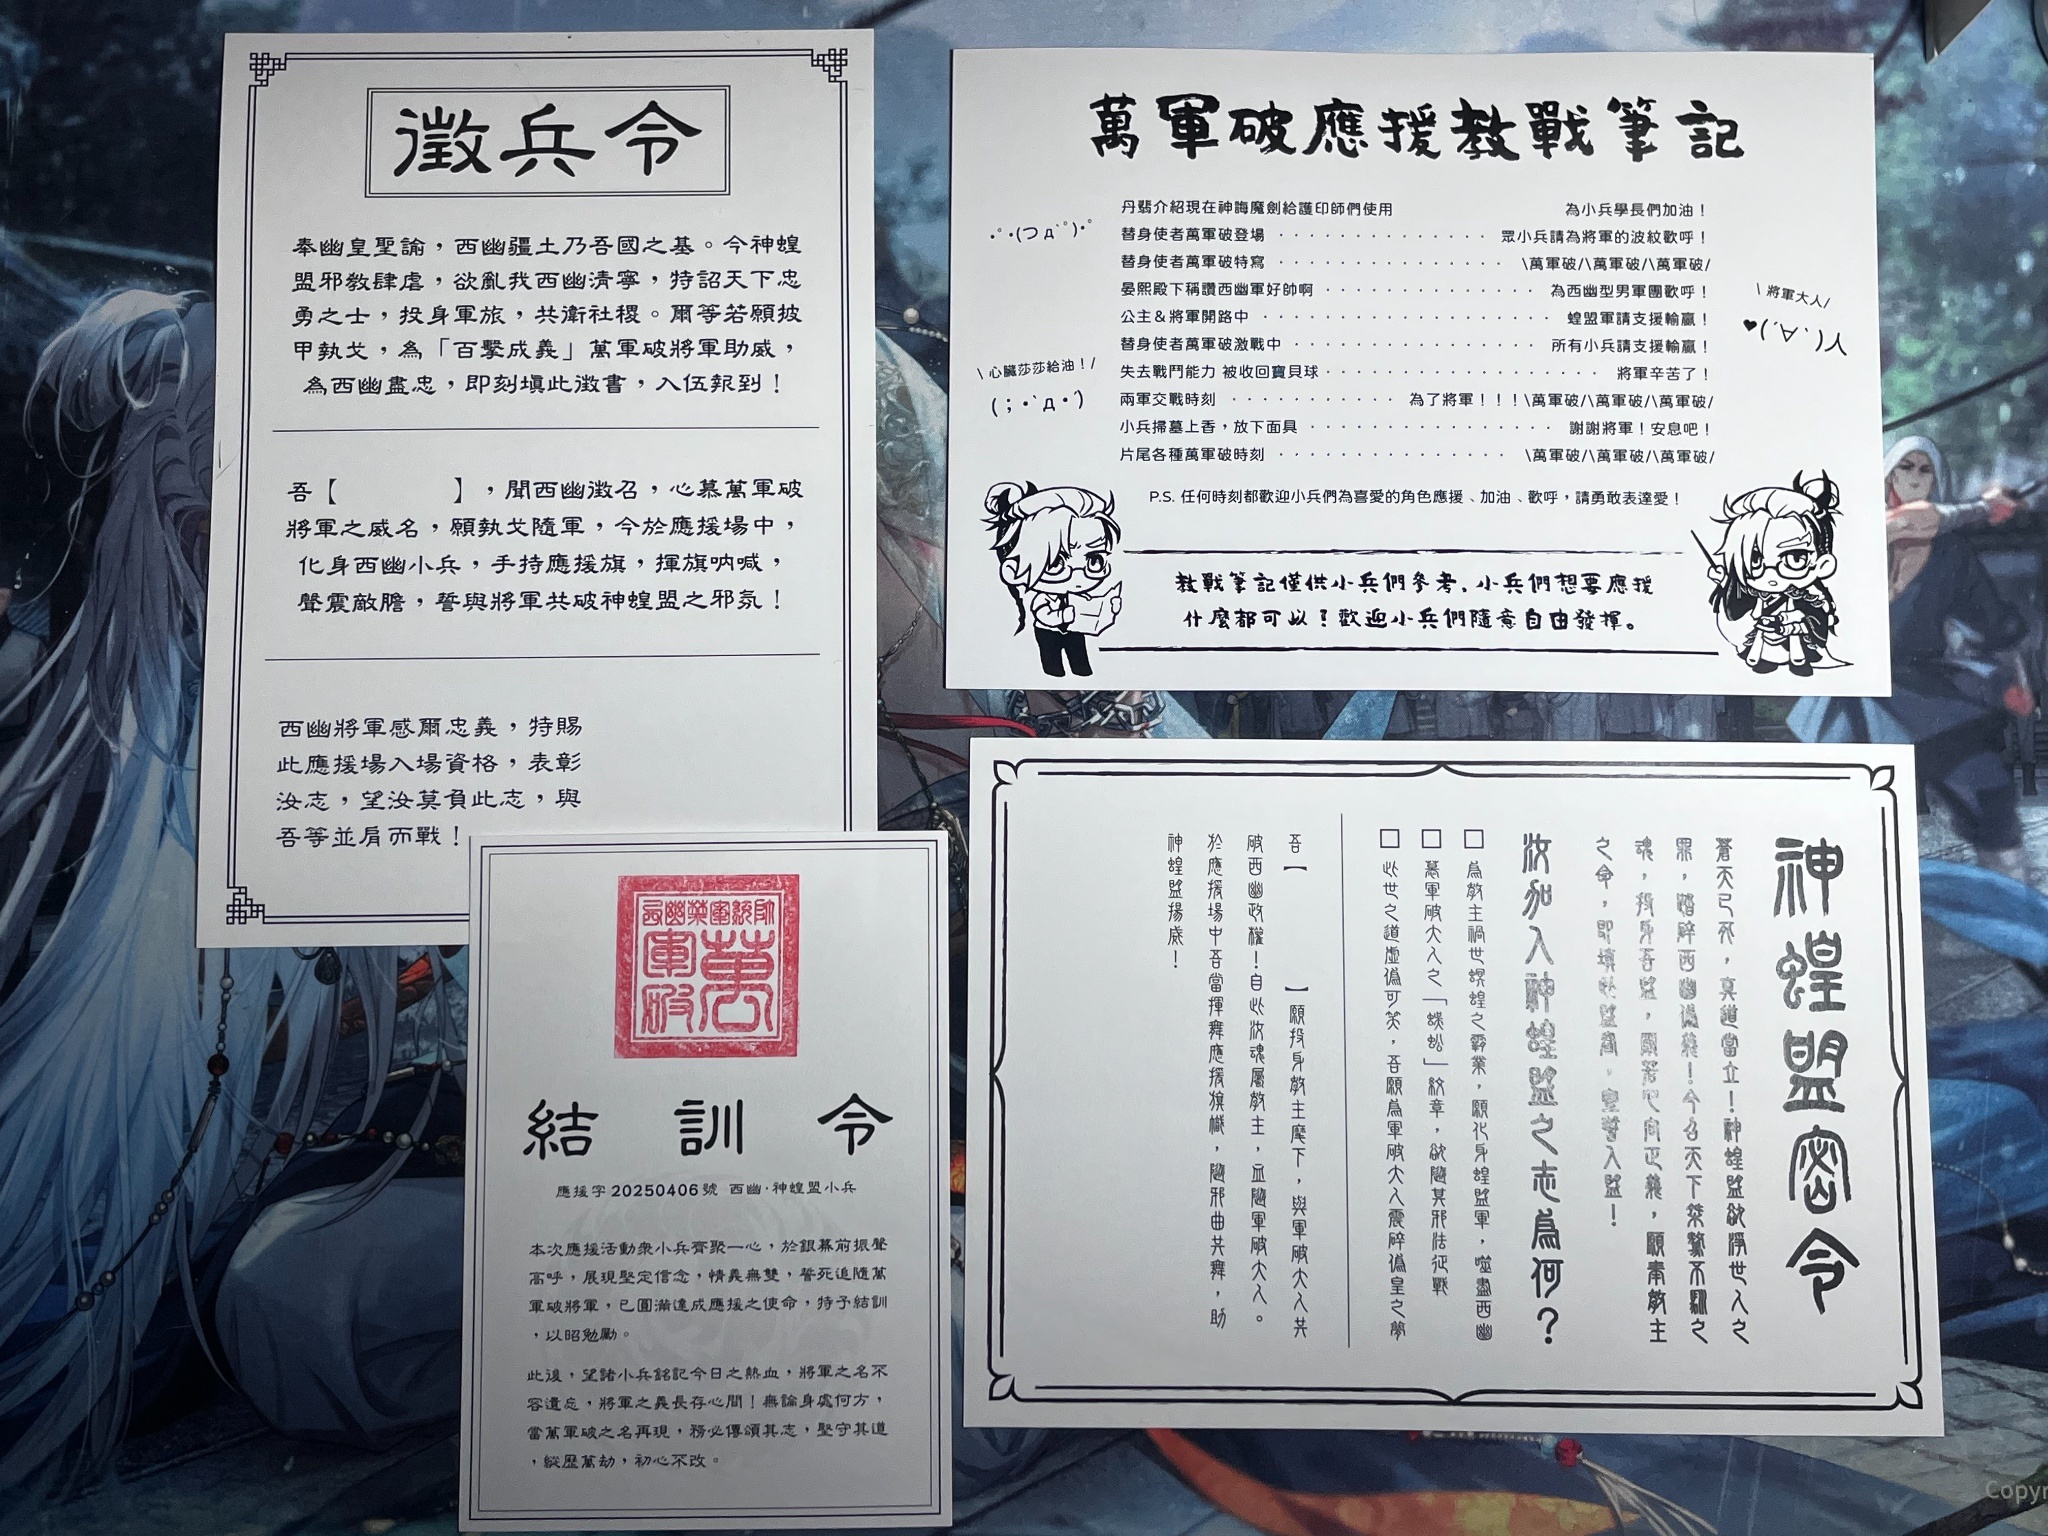 徵兵令
奉幽皇聖諭，西幽疆土乃吾國之基。今神蝗
盟邪教肆虐，欲亂我西幽清寧，特詔天下忠
勇之士，投身軍旅，共衛社稷。爾等若願披
甲執戈，為「百擊成義」萬軍破將軍助威，
為西幽盡忠，即刻填此徵書，入伍報到！
吾【　　　】，聞西幽徵召，心慕萬軍破
將軍之威名，願執戈隨軍，今於應援場中，
化身西幽小兵，手持應援旗，揮旗吶喊，
聲震敵膽，誓與將軍共破神蝗盟之邪氛！
西幽將軍感爾忠義，特賜
此應援場入場資格，表彰
汝志，望汝莫負此志，與
吾等並肩而戰！
萬軍破應援教戰筆記
丹翡介紹現在神誨魔劍給護印師們使用 為小兵學長們加油！
替身使者萬軍破登場 ・・・・・・・・・・・・・・・ 眾小兵請為將軍的波紋歡呼！
替身使者萬軍破特寫 ・・・・・・・・・・・・・・・・ \萬軍破/\萬軍破/\萬軍破/
晏熙殿下稱讚西幽軍好帥啊 ・・・・・・・・・・・・・・・ 為西幽型男軍團歡呼！
公主＆將軍開路中 ・・・・・・・・・・・・・・・・・・・ 蝗盟軍請支援輸贏！
替身使者萬軍破激戰中 ・・・・・・・・・・・・・・・・・ 所有小兵請支援輸贏！
失去戰鬥能力 被收回寶貝球・・・・・・・・・・・・・・・・・・ 將軍辛苦了！
兩軍交戰時刻 ・・・・・・・・・・・ 為了將軍！！！\萬軍破/\萬軍破/\萬軍破/
小兵掃墓上香，放下面具 ・・・・・・・・・・・・・・・・ 謝謝將軍！安息吧！
片尾各種萬軍破時刻 ・・・・・・・・・・・・・・・ \萬軍破/\萬軍破/\萬軍破/
\ 將軍大人/
\ 心臟莎莎給油！/
P.S. 任何時刻都歡迎小兵們為喜愛的角色應援、加油、歡呼，請勇敢表達愛！
教戰筆記僅供小兵們參考，小兵們想要應援
什麼都可以！歡迎小兵們隨意自由發揮。
萬軍破
結訓令
應援字20250406號 西幽·神蝗盟小兵
本次應援活動眾小兵齊聚一心，於銀幕前振聲
高呼，展現堅定信念，情義無雙，誓死追隨萬
軍破將軍，已圓滿達成應援之使命，特予結訓
，以昭勉勵。
此後，望諸小兵銘記今日之熱血，將軍之名不
容遺忘，將軍之義長存心間！無論身處何方，
當萬軍破之名再現，務必傳頌其志，堅守其道
，縱歷萬劫，初心不改。
神蝗盟密令
蒼天已死，真道當立！神蝗盟欲淨世人之
罪，踏碎西幽偽義！今召天下桀驁不馴之
魂，投身吾盟，爾若心向正義，願奉教主
之命，即填此盟書，立誓入盟！
汝加入神蝗盟之志為何？
□ 為教主禍世螟蝗之霸業，願化身蝗盟軍，噬盡西幽
□ 慕軍破大人之「蜈蚣」紋章，欲隨其邪法征戰
□ 此世之道虛偽可笑，吾願為軍破大人震碎偽皇之夢
吾【　　　】願投身教主麾下，與軍破大人共
破西幽政權！自此汝魂屬教主，血隨軍破大人。
於應援場中吾當揮舞應援旗幟，隨邪曲共舞，助
神蝗盟揚威！